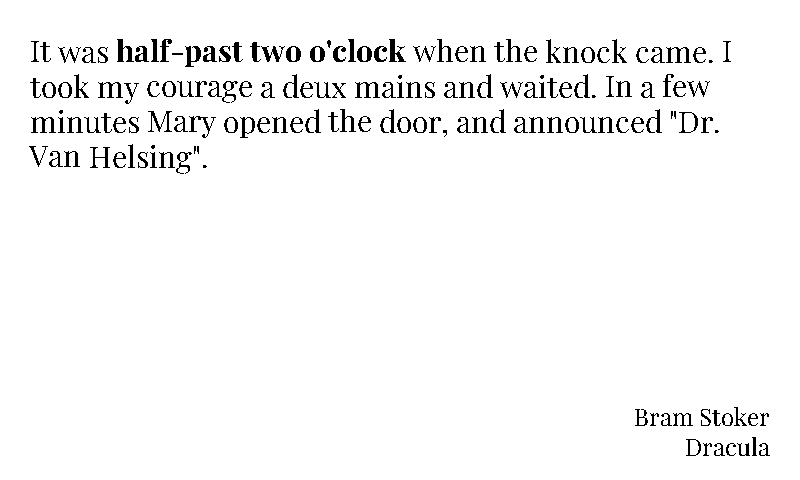 It was half-past two o'clock when the knock came. I
took my courage a deux mains and waited. In a few
minutes Mary opened the door, and announced "Dr.
Van Helsing".
Bram Stoker
Dracula